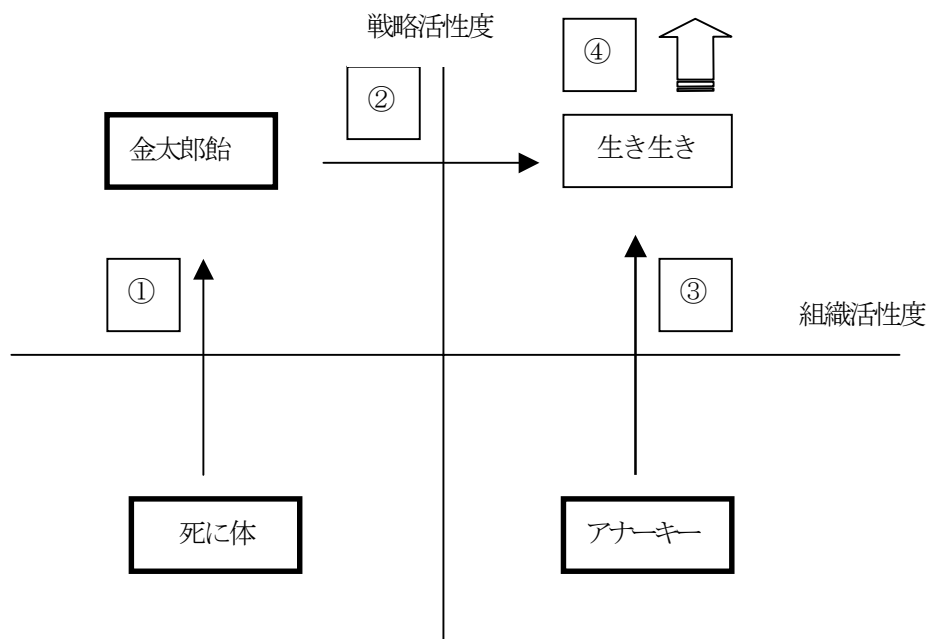 戦略活性度
④
②
金太郎飴
生き生き
①
③
組織活性度
死に体
アナーキー